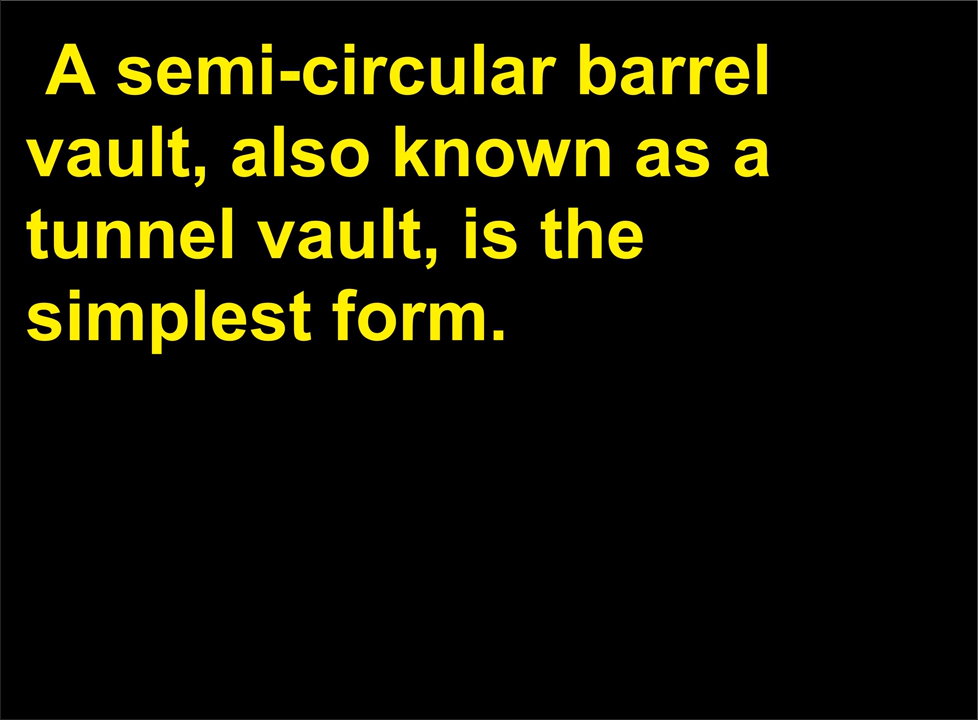 A semi-circular barrel
vault, also known as a
tunnel vault, is the
simplest form.